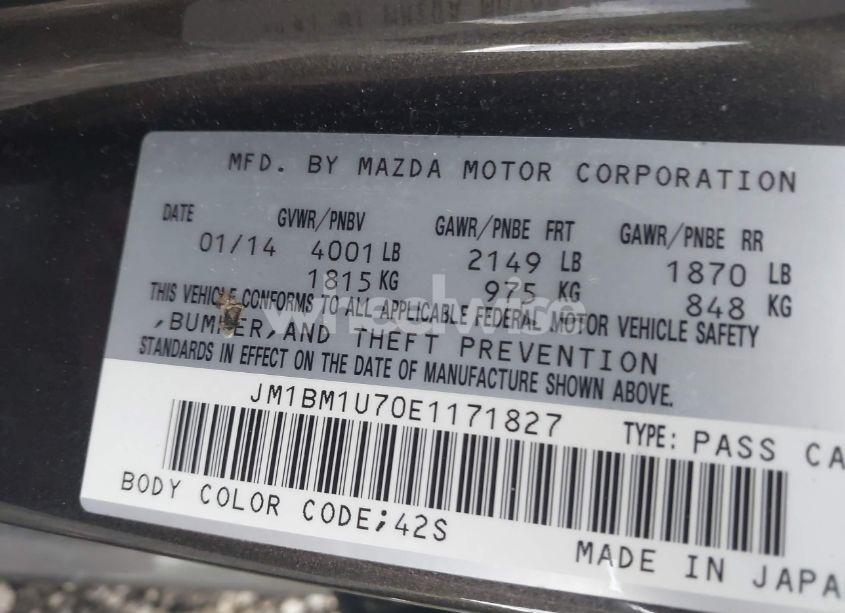 MFD. BY MAZDA MOTOR CORPORATION
DATE GVWR/PNBV GAWR/PNBE FRT GAWR/PNBE RR
01/14 4001 LB 2149 LB 1870 LB
1815 KG 975 KG 848 KG
THIS VEHICLE CONFORMS TO ALL APPLICABLE FEDERAL MOTOR VEHICLE SAFETY
,BUMPER,AND THEFT PREVENTION
STANDARDS IN EFFECT ON THE DATE OF MANUFACTURE SHOWN ABOVE.
JM1BM1U70E1171827 TYPE: PASS CA
BODY COLOR CODE;42S
MADE IN JAPA